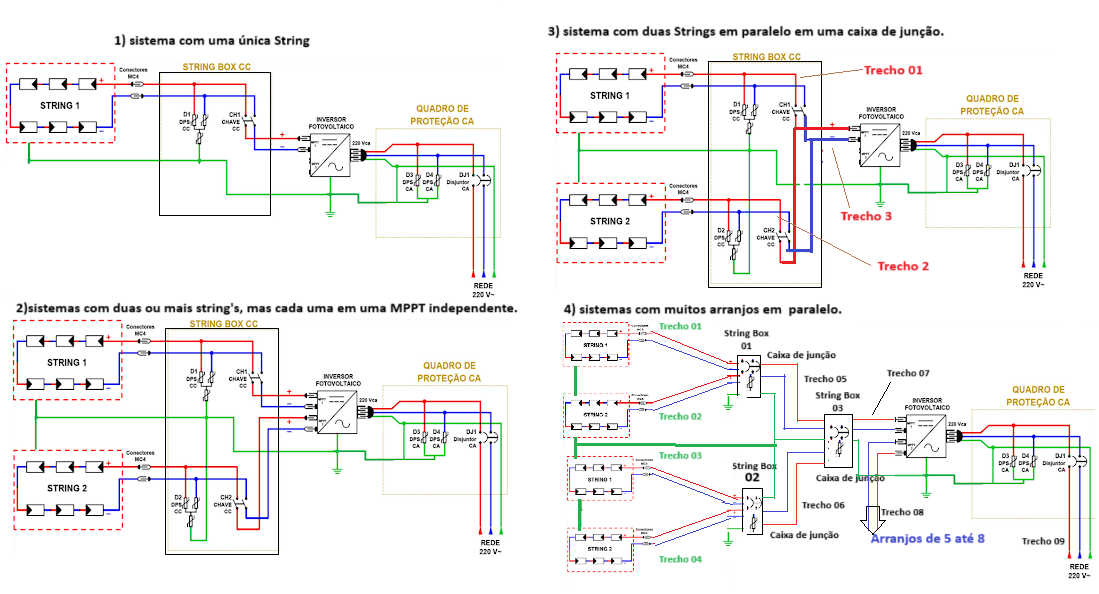 1) sistema com uma única String
Conectores
MC4
STRING BOX CC
STRING 1
D1
DPS
CC
CH1
CHAVE
CC
INVERSOR
FOTOVOLTAICO
220 Vca
QUADRO DE
PROTEÇÃO CA
D3
DPS
CA
D4
DPS
CA
DJ1
Disjuntor
CA
REDE
220 V~
2)sistemas com duas ou mais string's, mas cada uma em uma MPPT independente.
STRING BOX CC
Conectores
MC4
STRING 1
D1
DPS
CC
CH1
CHAVE
CC
INVERSOR
FOTOVOLTAICO
220 Vca
QUADRO DE
PROTEÇÃO CA
D3
DPS
CA
D4
DPS
CA
DJ1
Disjuntor
CA
Conectores
MC4
STRING 2
D2
DPS
CC
CH2
CHAVE
CC
REDE
220 V~
3) sistema com duas Strings em paralelo em uma caixa de junção.
STRING BOX CC
Conectores
MC4
Trecho 01
STRING 1
D1
DPS
CC
CH1
CHAVE
CC
INVERSOR
FOTOVOLTAICO
220 Vca
QUADRO DE
PROTEÇÃO CA
D3
DPS
CA
D4
DPS
CA
DJ1
Disjuntor
CA
Conectores
MC4
STRING 2
Trecho 3
D2
DPS
CC
CH2
CHAVE
CC
Trecho 2
REDE
220 V~
4) sistemas com muitos arranjos em  paralelo.
Trecho 01
Conectores
MC4
STRING 1
String Box
01
Caixa de junção
Trecho 05
Trecho 07
String Box
03
Conectores
MC4
STRING 2
Trecho 02
INVERSOR
FOTOVOLTAICO
220 Vca
QUADRO DE
PROTEÇÃO CA
D3
DPS
CA
D4
DPS
CA
DJ1
Disjuntor
CA
Trecho 03
Conectores
MC4
STRING 1
String Box
02
Caixa de junção
Trecho 06
Trecho 08
Caixa de junção
Arranjos de 5 até 8
Conectores
MC4
STRING 2
Trecho 04
Trecho 09
REDE
220 V~